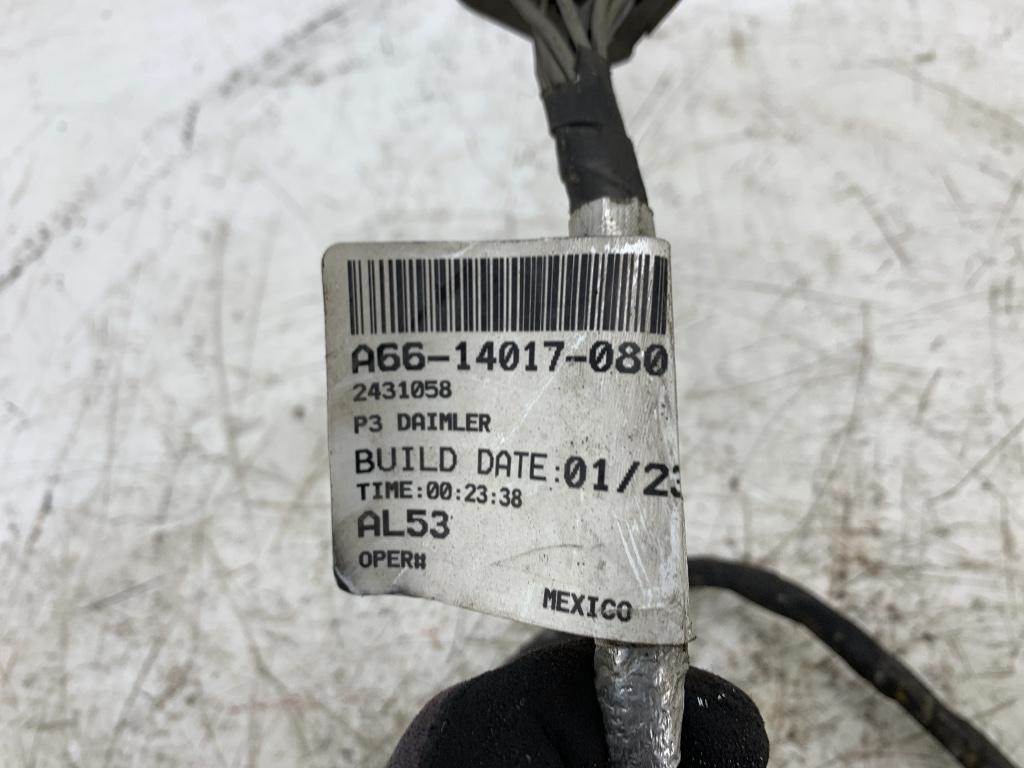 A66-14017-080
2431058
P3 DAIMLER
BUILD DATE:01/23
TIME:00:23:38
AL53
OPER#
MEXICO